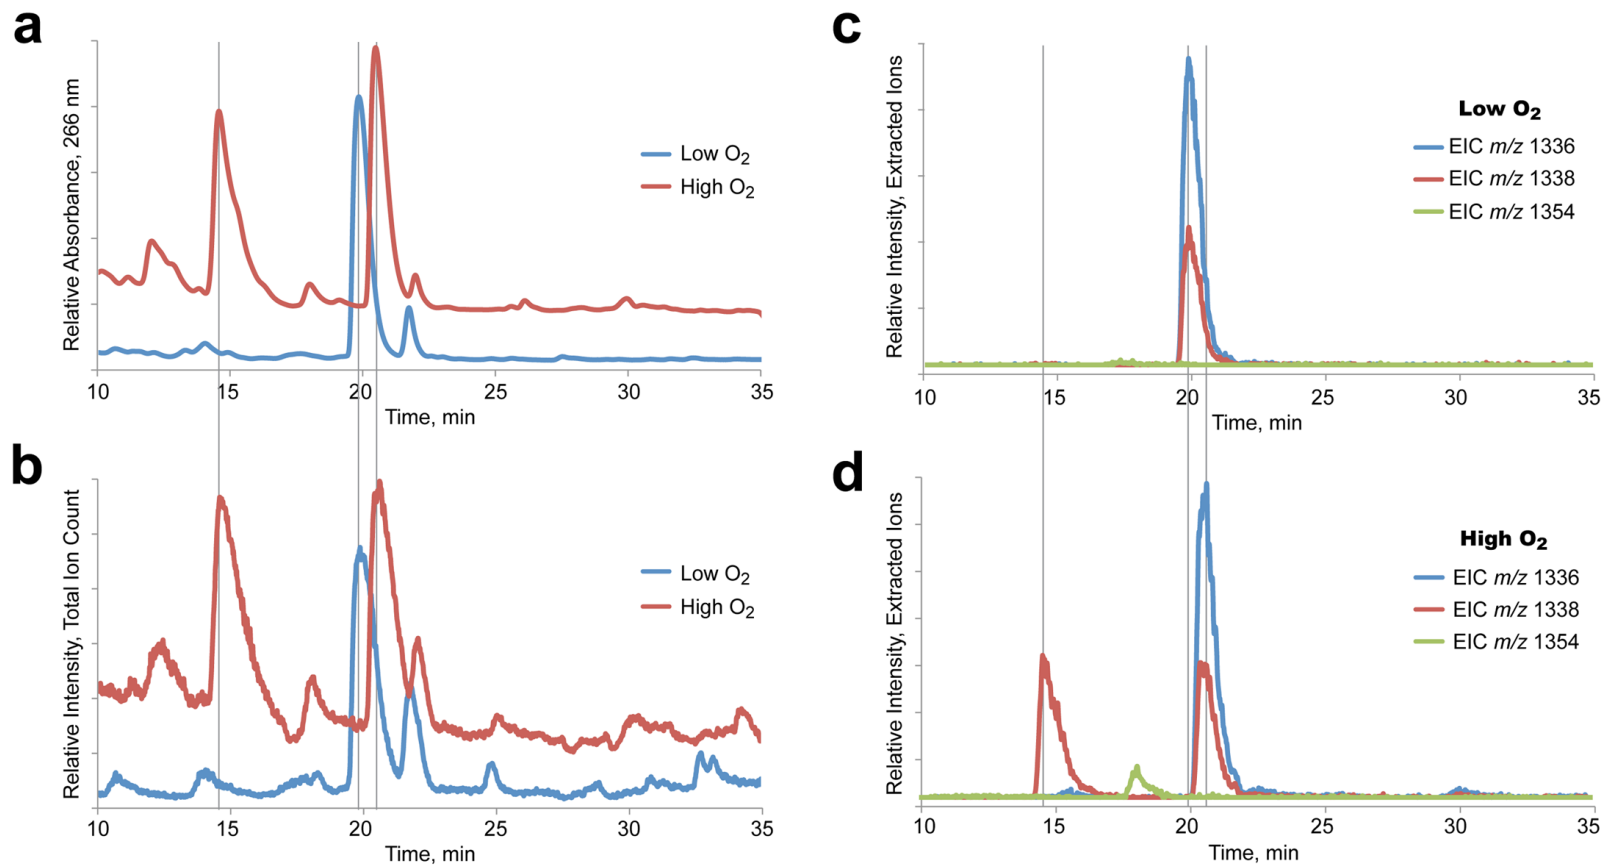 a
Relative Absorbance, 266 nm
Low O2
High O2
10 15 20 25 30 35
Time, min
b
Relative Intensity, Total Ion Count
Low O2
High O2
10 15 20 25 30 35
Time, min
c
Relative Intensity, Extracted Ions
Low O2
EIC m/z 1336
EIC m/z 1338
EIC m/z 1354
10 15 20 25 30 35
Time, min
d
Relative Intensity, Extracted Ions
High O2
EIC m/z 1336
EIC m/z 1338
EIC m/z 1354
10 15 20 25 30 35
Time, min